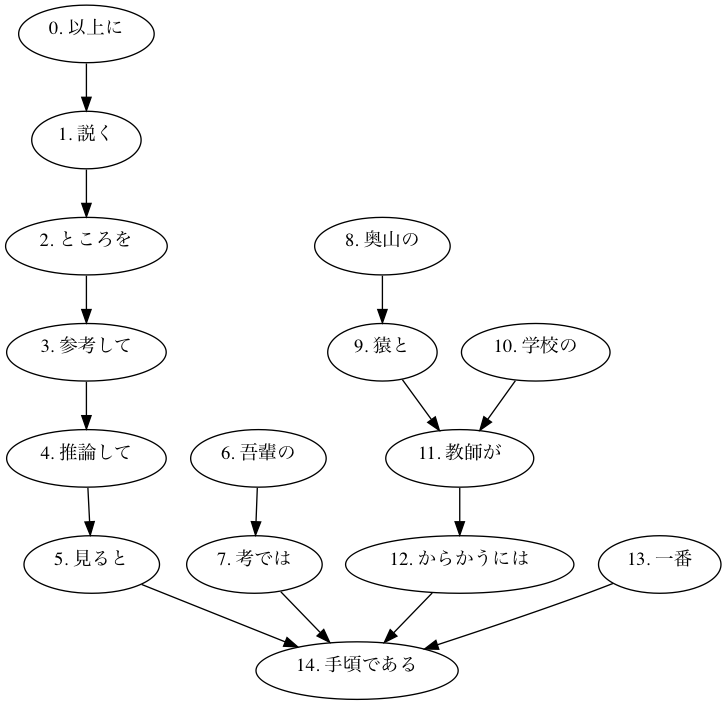 0. 以上に
1. 説く
2. ところを
8. 奥山の
3. 参考して
9. 猿と
10. 学校の
4. 推論して
6. 吾輩の
11. 教師が
5. 見ると
7. 考では
12. からかうには
13. 一番
14. 手頃である